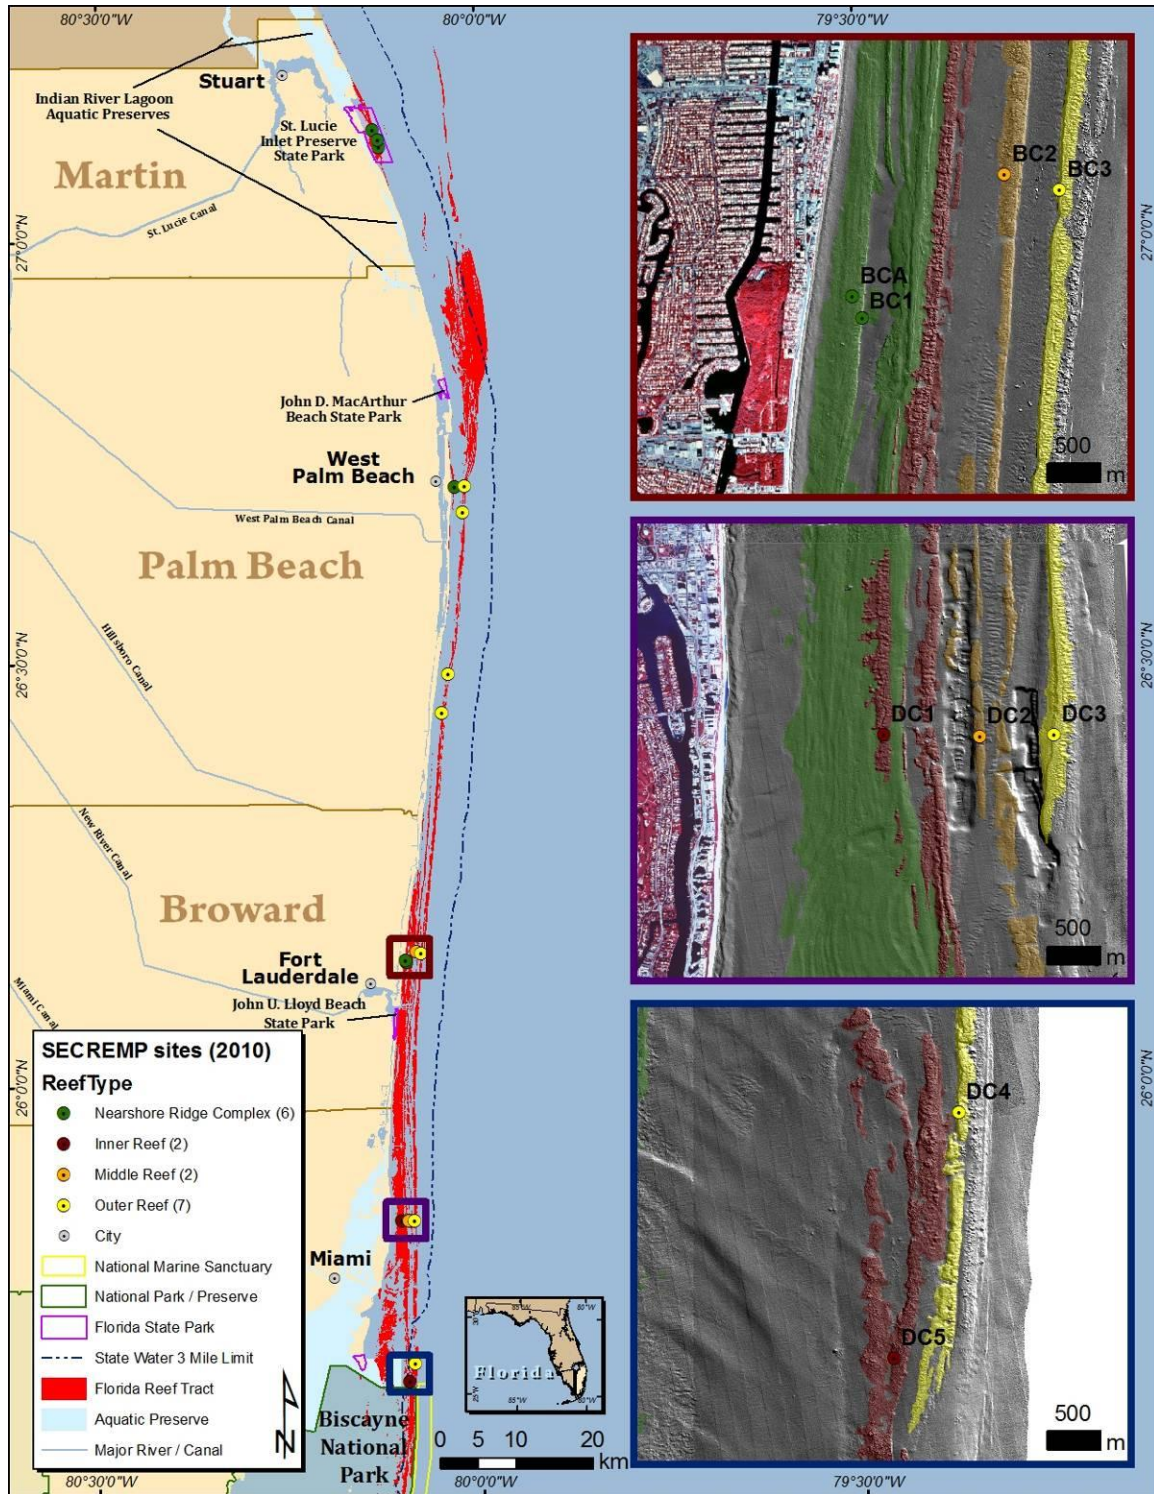 80°30'0"W
80°0'0"W
79°30'0"W
Stuart
Indian River Lagoon
Aquatic Preserves
St. Lucie
Inlet Preserve
State Park
Martin
St. Lucie Canal
27°0'0"N
John D. MacArthur
Beach State Park
West
Palm Beach
West Palm Beach Canal
Palm Beach
Hillsboro Canal
26°30'0"N
New River Canal
Broward
Fort
Lauderdale
John U. Lloyd Beach
State Park
Miami Canal
26°0'0"N
Miami
Biscayne
National
Park
SECREMP sites (2010)
ReefType
Nearshore Ridge Complex (6)
Inner Reef (2)
Middle Reef (2)
Outer Reef (7)
City
National Marine Sanctuary
National Park / Preserve
Florida State Park
State Water 3 Mile Limit
Florida Reef Tract
Aquatic Preserve
Major River / Canal
N
85°W
80°W
30°N
Florida
25°N
85°W
80°W
0 5 10 20
km
BC2
BC3
BCA
BC1
500
m
27°0'0"N
DC1
DC2
DC3
500
m
26°30'0"N
DC4
DC5
500
m
26°0'0"N
80°30'0"W
80°0'0"W
79°30'0"W